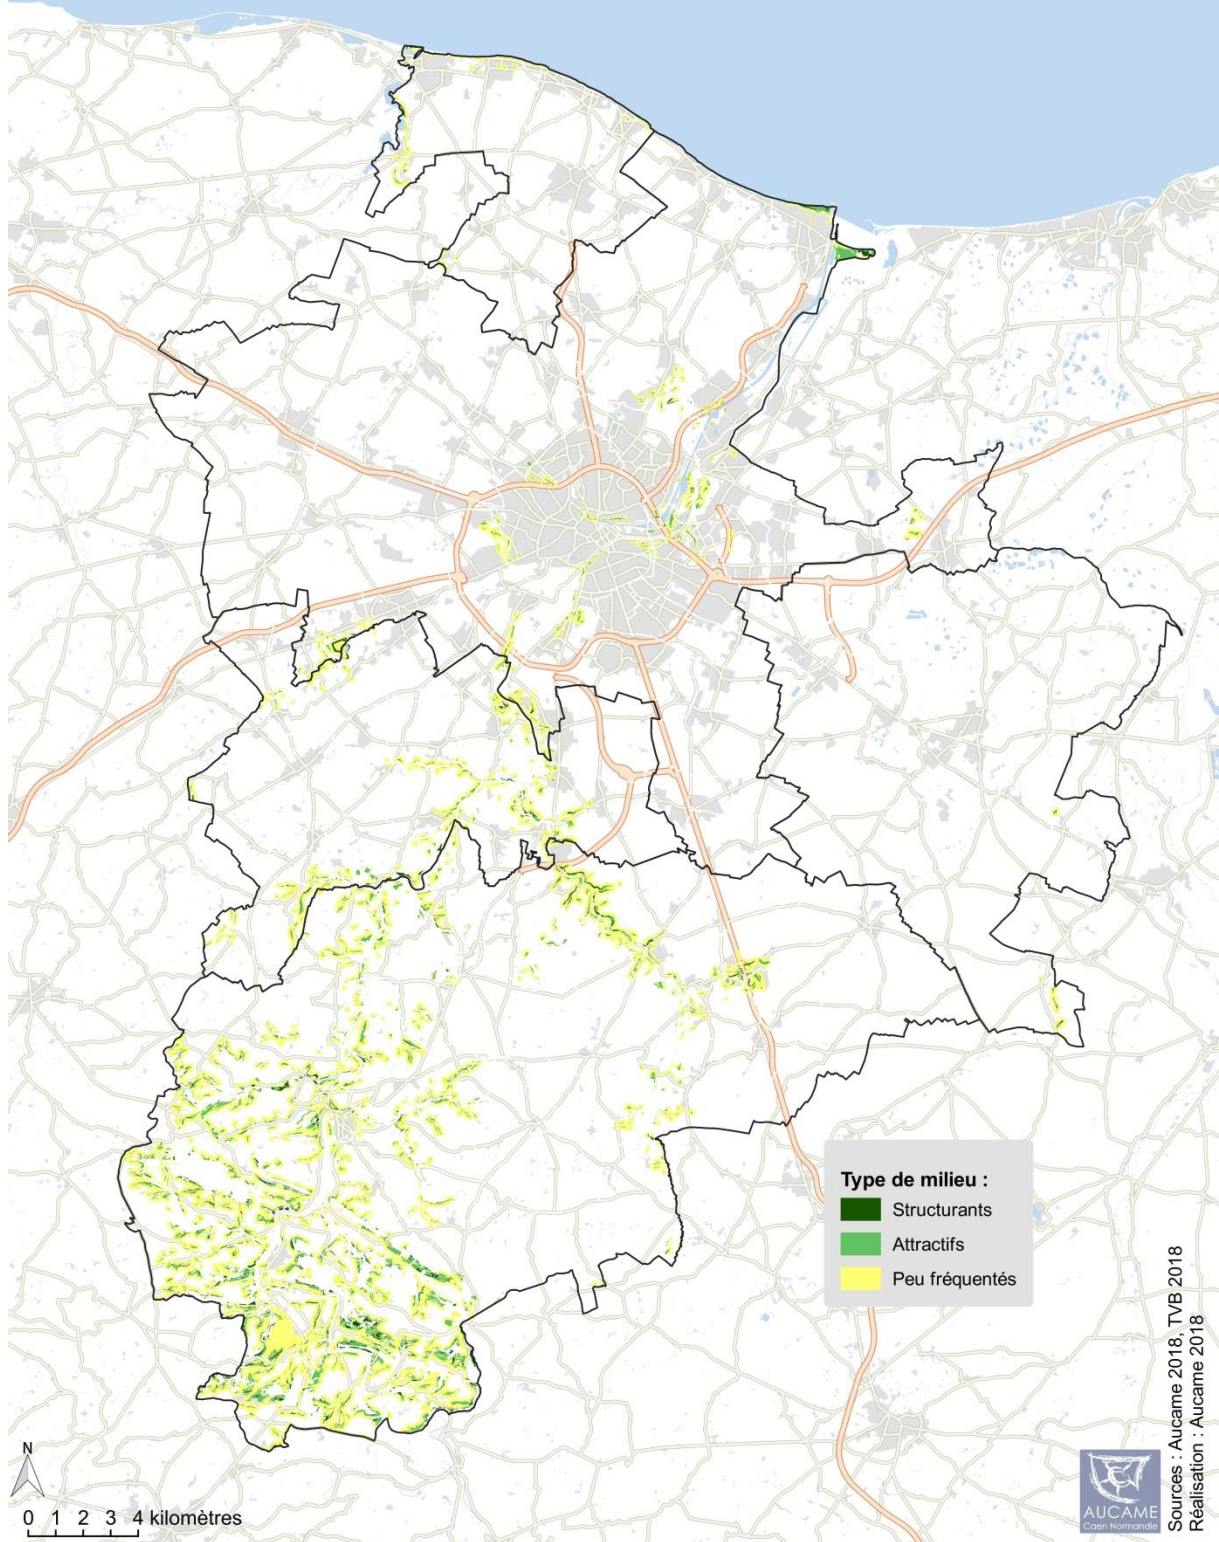 Type de milieu :
Structurants
Attractifs
Peu fréquentés
N
0 1 2 3 4 kilomètres
AUCAME
Caen Normandie
Sources : Aucame 2018, TVB 2018
Réalisation : Aucame 2018